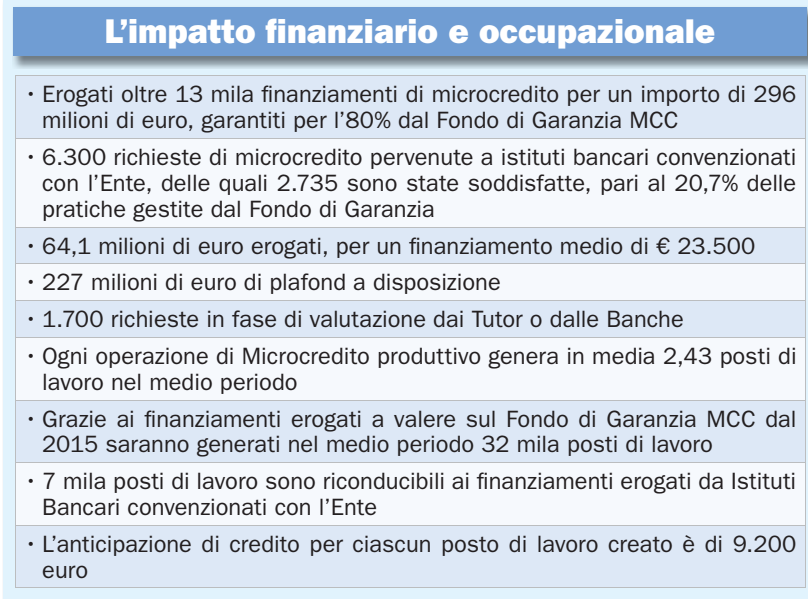 L'impatto finanziario e occupazionale
· Erogati oltre 13 mila finanziamenti di microcredito per un importo di 296
milioni di euro, garantiti per l'80% dal Fondo di Garanzia MCC
· 6.300 richieste di microcredito pervenute a istituti bancari convenzionati
con l'Ente, delle quali 2.735 sono state soddisfatte, pari al 20,7% delle
pratiche gestite dal Fondo di Garanzia
· 64,1 milioni di euro erogati, per un finanziamento medio di € 23.500
· 227 milioni di euro di plafond a disposizione
· 1.700 richieste in fase di valutazione dai Tutor o dalle Banche
· Ogni operazione di Microcredito produttivo genera in media 2,43 posti di
lavoro nel medio periodo
· Grazie ai finanziamenti erogati a valere sul Fondo di Garanzia MCC dal
2015 saranno generati nel medio periodo 32 mila posti di lavoro
· 7 mila posti di lavoro sono riconducibili ai finanziamenti erogati da Istituti
Bancari convenzionati con l'Ente
· L'anticipazione di credito per ciascun posto di lavoro creato è di 9.200
euro